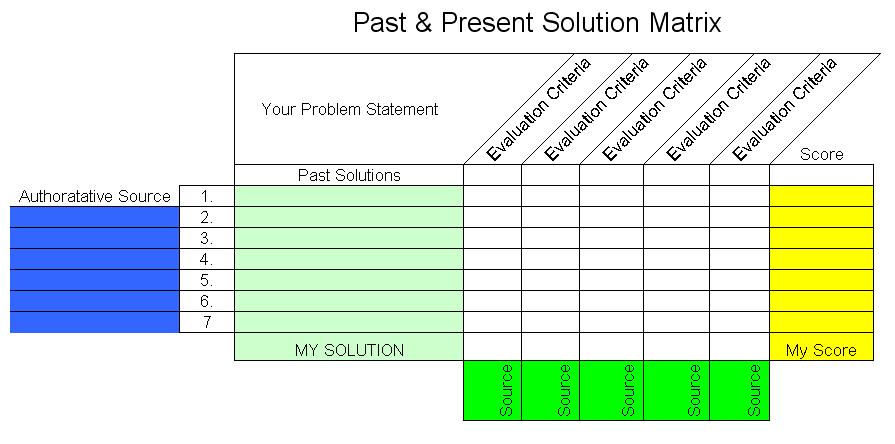 Past & Present Solution Matrix
Your Problem Statement
Evaluation Criteria
Evaluation Criteria
Evaluation Criteria
Evaluation Criteria
Evaluation Criteria
Score
Past Solutions
Authoratative Source
1.
2.
3.
4.
5.
6.
7
MY SOLUTION
My Score
Source
Source
Source
Source
Source